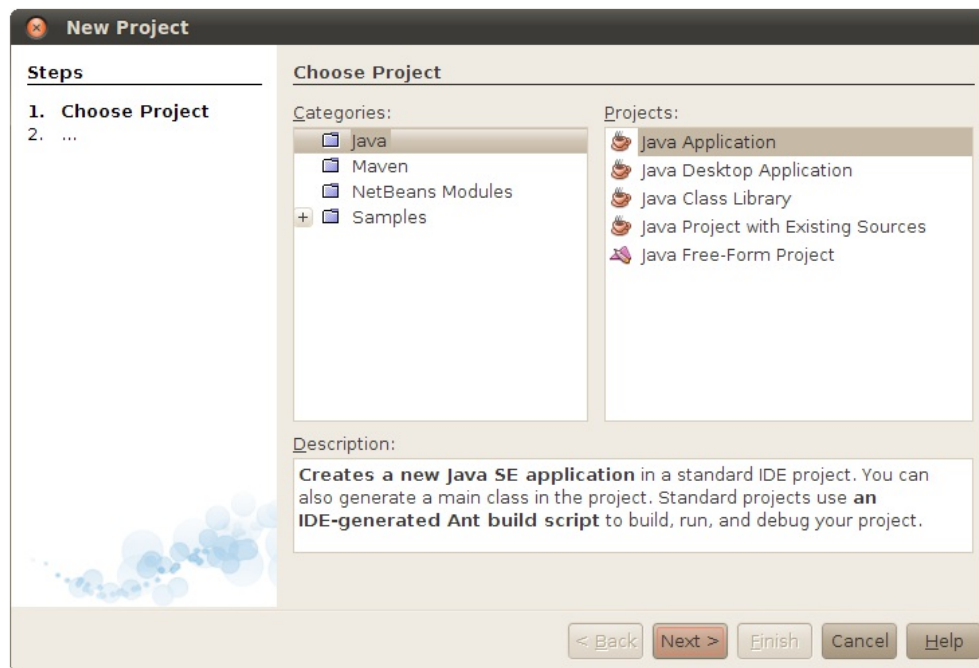 New Project
Steps
1. Choose Project
2. ...
Choose Project
Categories:
Java
Maven
NetBeans Modules
+ Samples
Projects:
Java Application
Java Desktop Application
Java Class Library
Java Project with Existing Sources
Java Free-Form Project
Description:
Creates a new Java SE application in a standard IDE project. You can
also generate a main class in the project. Standard projects use an
IDE-generated Ant build script to build, run, and debug your project.
< Back Next > Finish Cancel Help